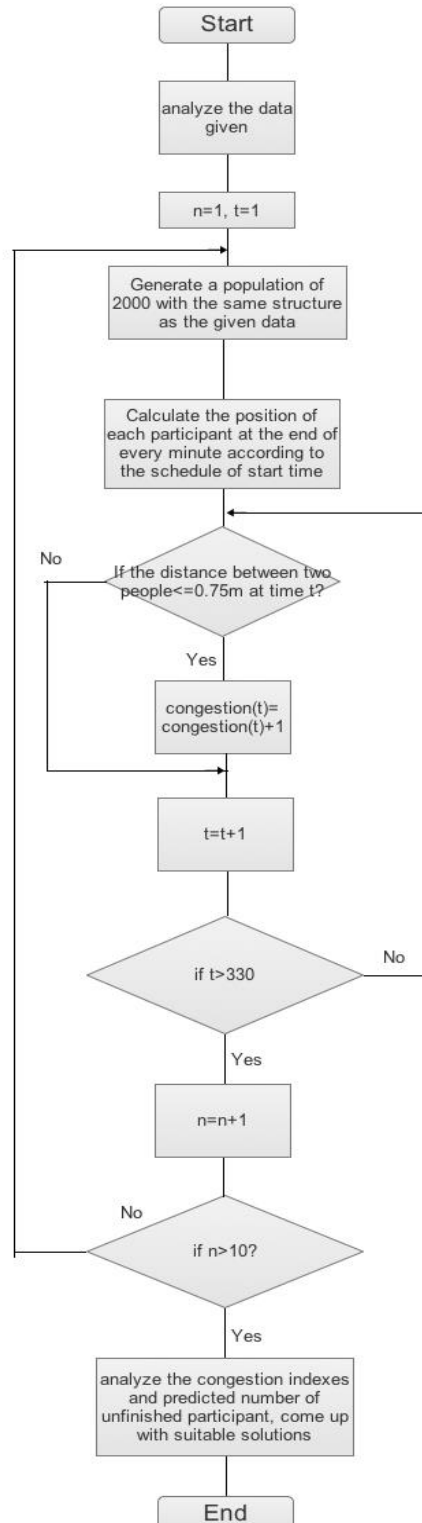 Start
analyze the data
given
n=1, t=1
Generate a population of
2000 with the same structure
as the given data
Calculate the position of
each participant at the end of
every minute according to
the schedule of start time
No
If the distance between two
people<=0.75m at time t?
Yes
congestion(t)=
congestion(t)+1
t=t+1
if t>330
No
Yes
n=n+1
No
if n>10?
Yes
analyze the congestion indexes
and predicted number of
unfinished participant, come up
with suitable solutions
End